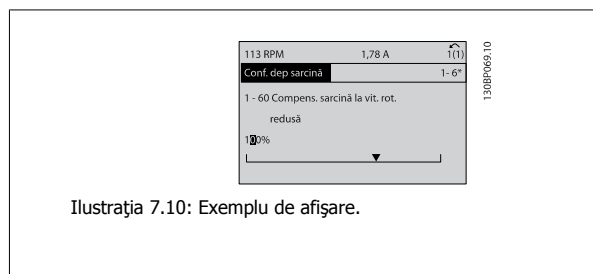 113 RPM 1,78 A 1(1)
Conf. dep sarcină 1- 6*
1 - 60 Compens. sarcină la vit. rot.
redusă
100%
130BP069.10
Ilustraţia 7.10: Exemplu de afişare.